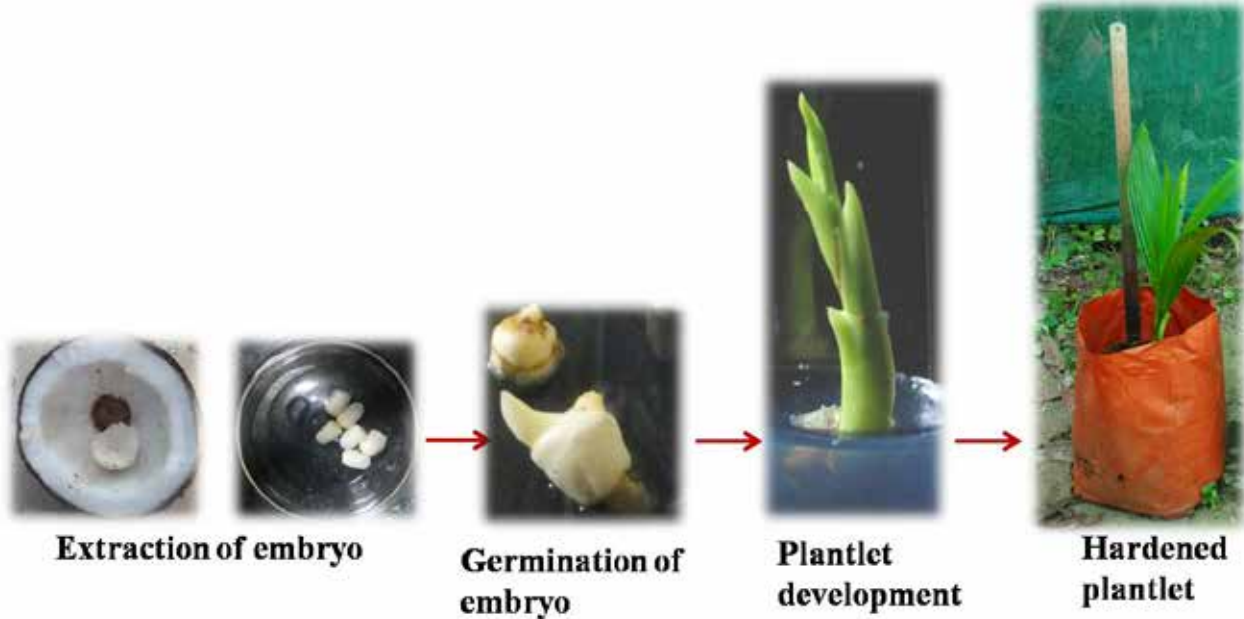 Extraction of embryo
Germination of
embryo
Plantlet
development
Hardened
plantlet